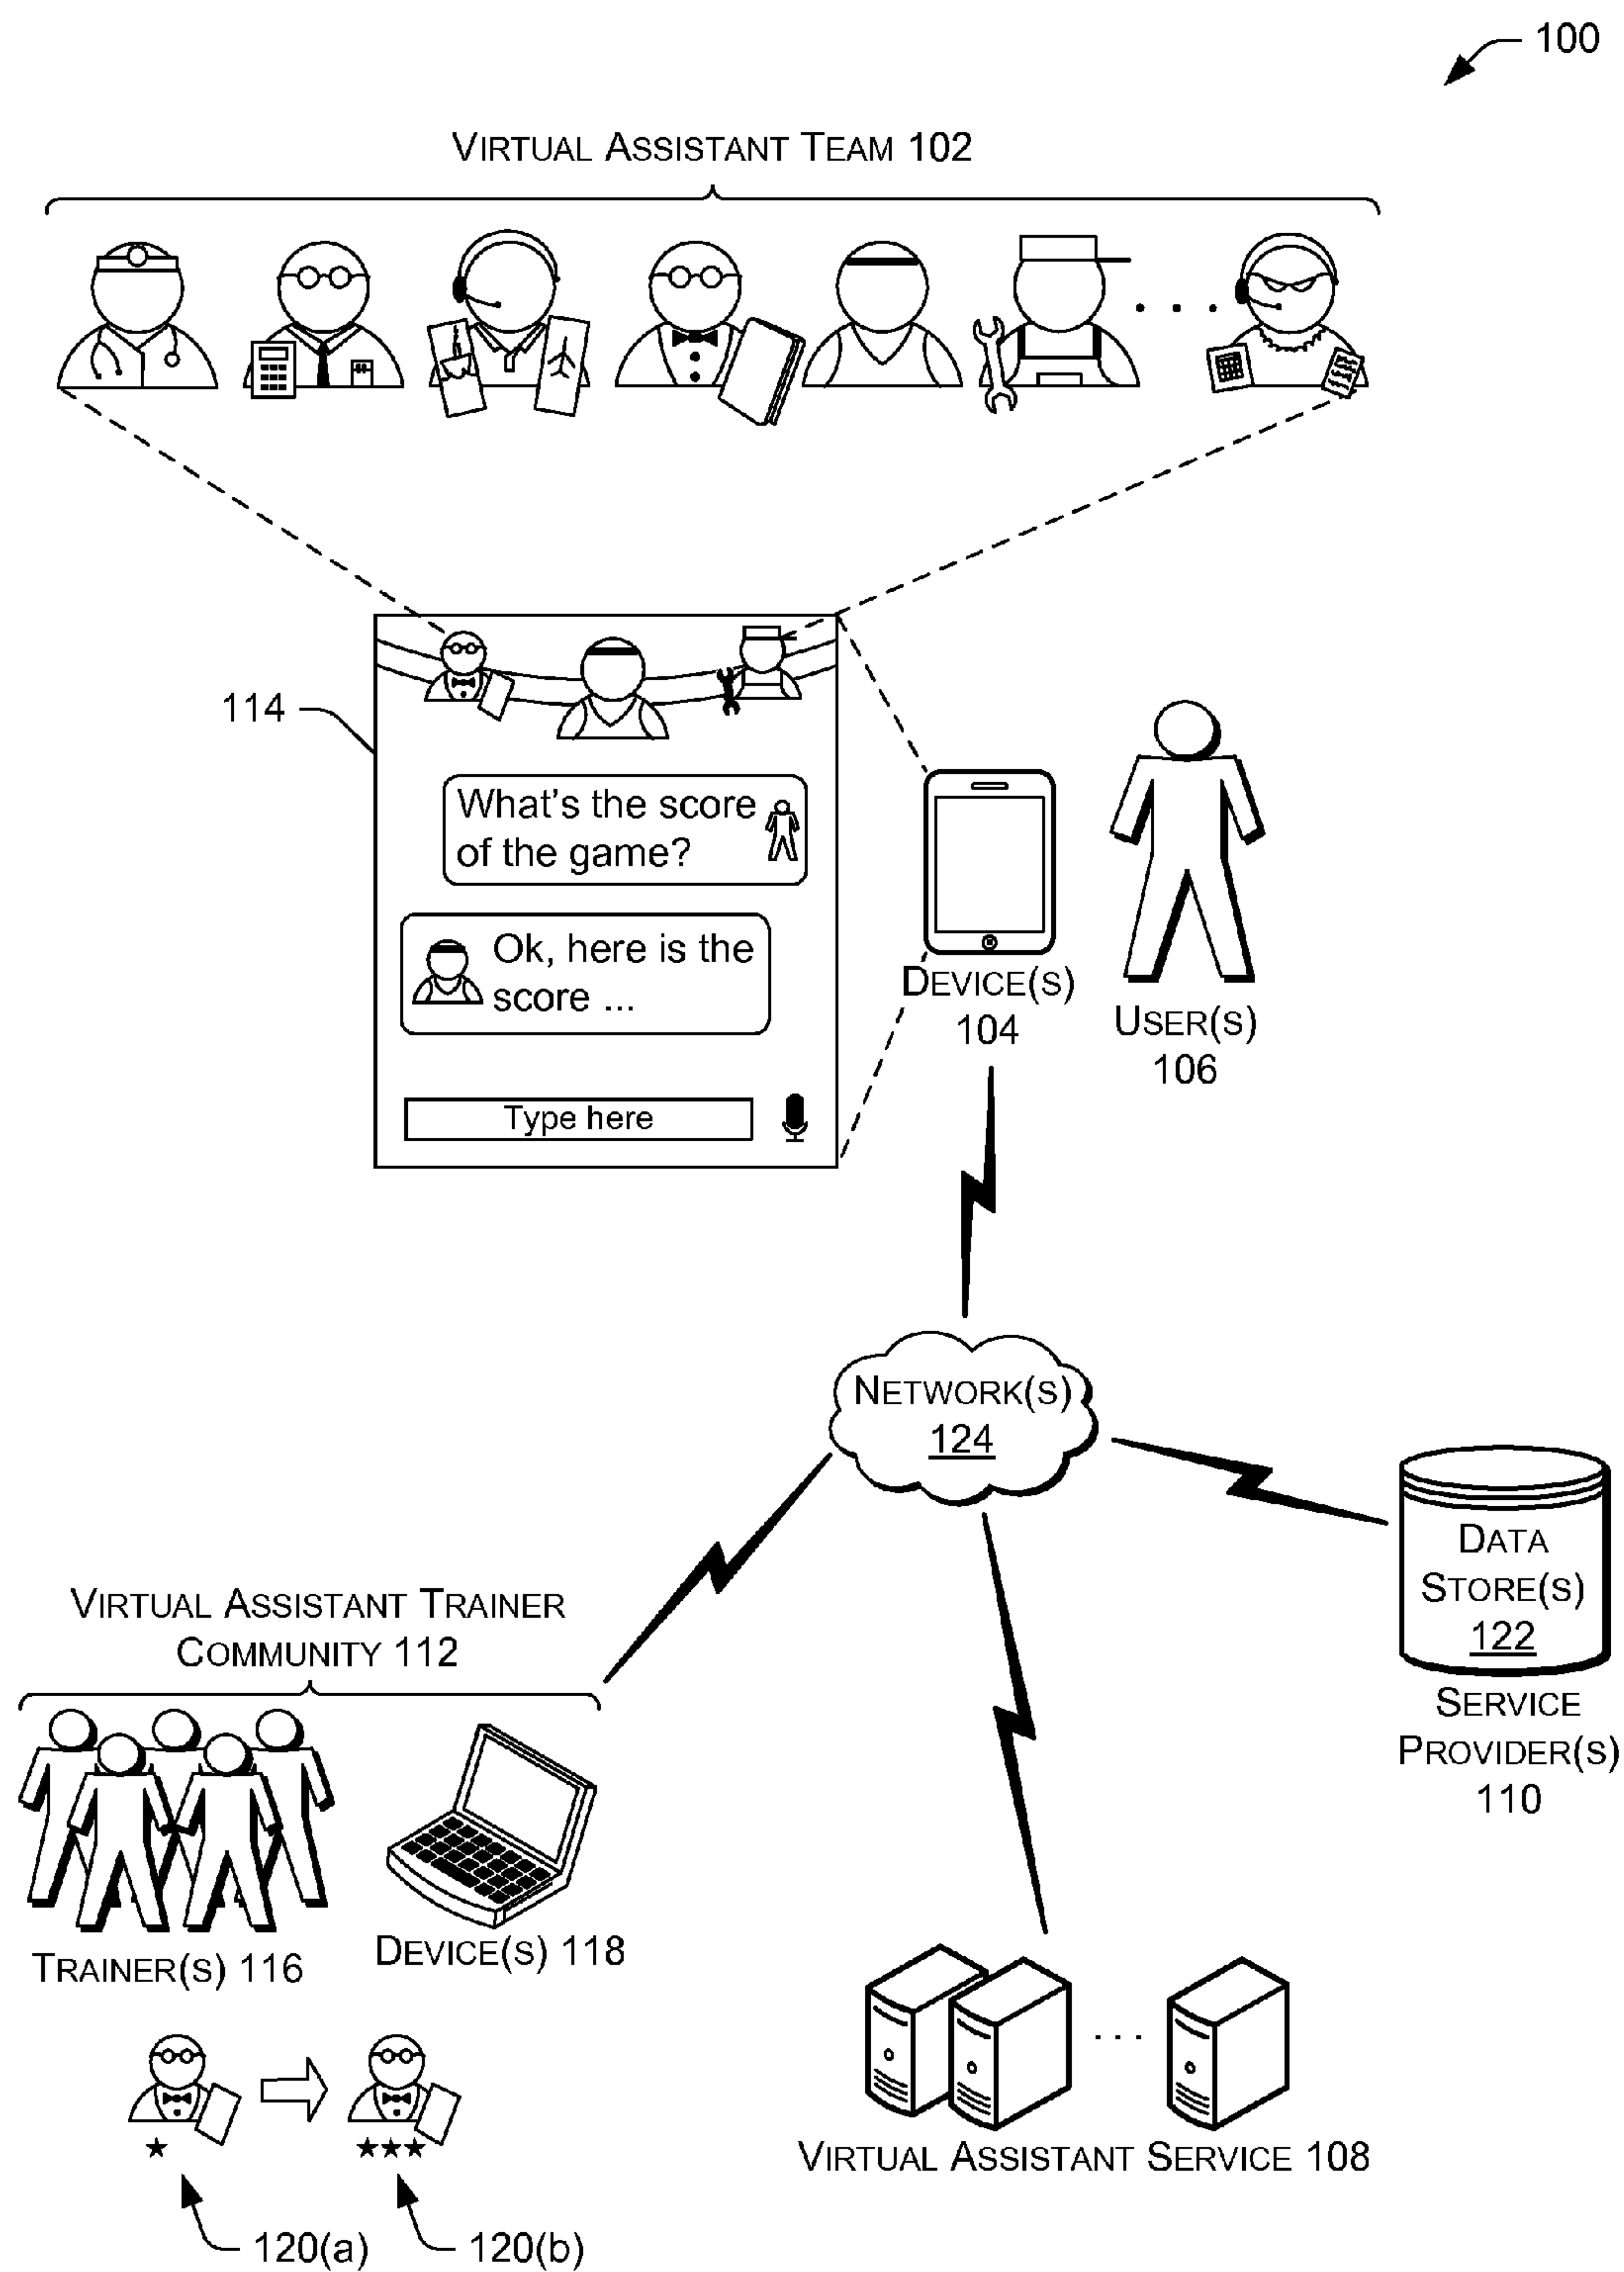 100
VIRTUAL ASSISTANT TEAM 102
114
What's the score
of the game?
Ok, here is the
score ...
Type here
DEVICE(S)
104
USER(S)
106
NETWORK(S)
124
DATA
STORE(S)
122
SERVICE
PROVIDER(S)
110
VIRTUAL ASSISTANT TRAINER
COMMUNITY 112
TRAINER(S) 116
DEVICE(S) 118
VIRTUAL ASSISTANT SERVICE 108
120(a)
120(b)